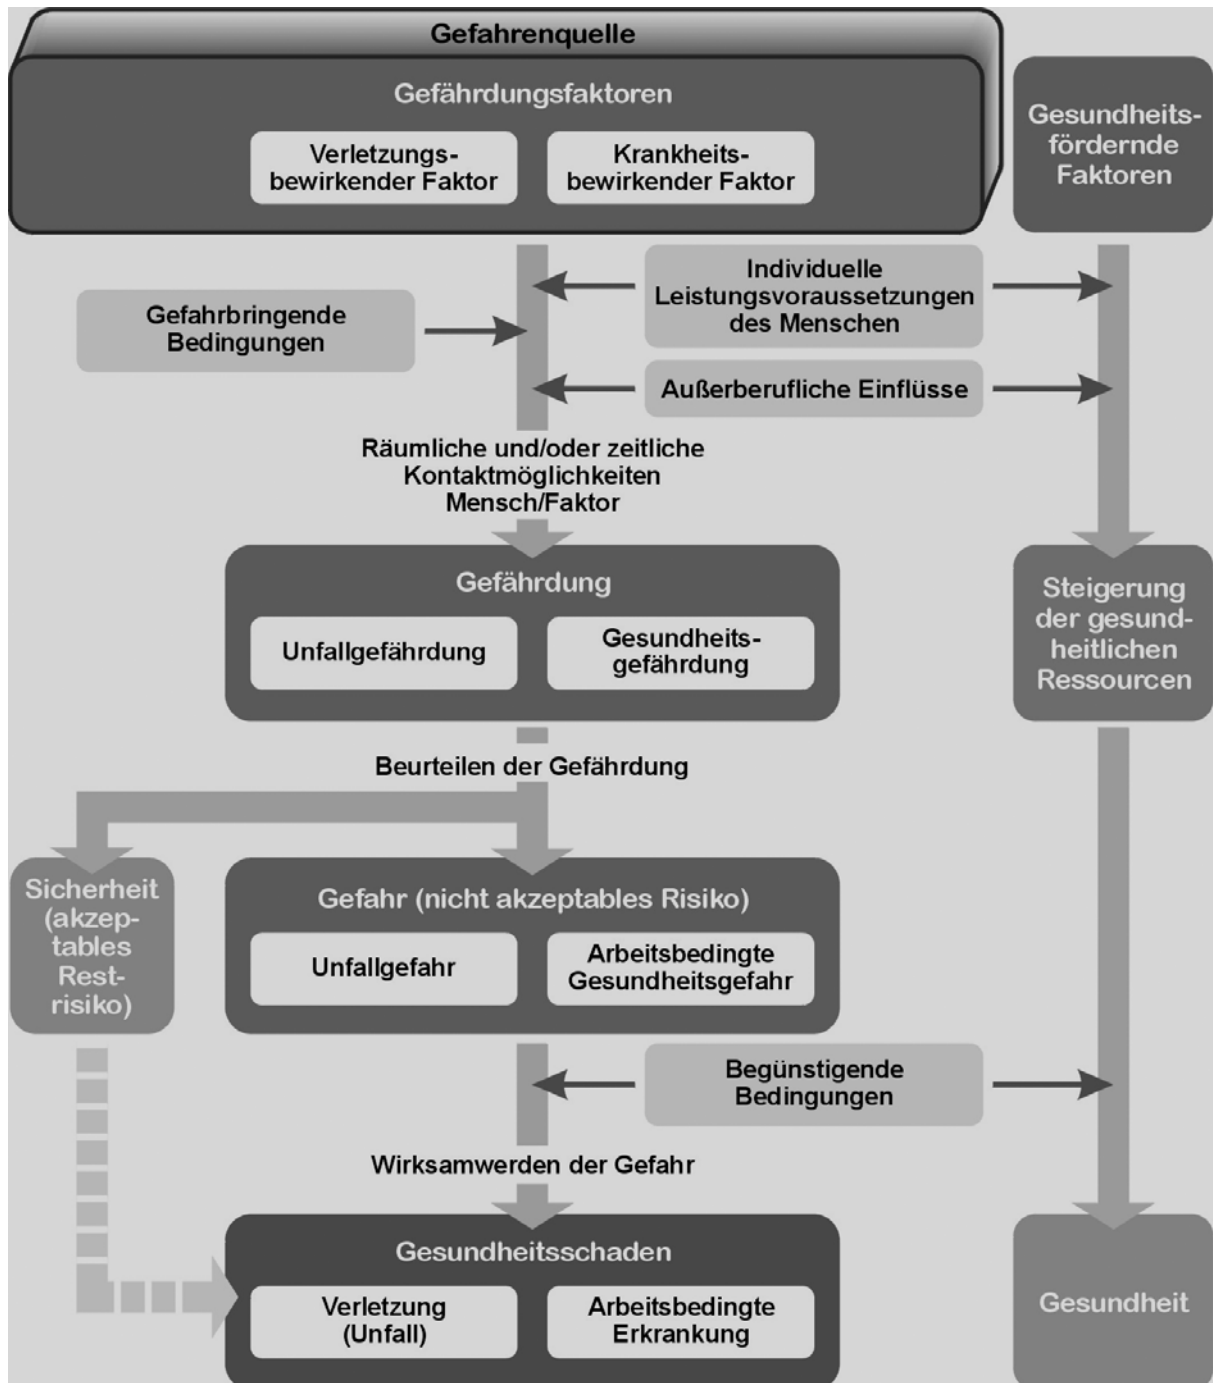 Gefahrenquelle
Gefährdungsfaktoren
Verletzungs-
bewirkender Faktor
Krankheits-
bewirkender Faktor
Gesundheits-
fördernde
Faktoren
Individuelle
Leistungsvoraussetzungen
des Menschen
Gefahrbringende
Bedingungen
Außerberufliche Einflüsse
Räumliche und/oder zeitliche
Kontaktmöglichkeiten
Mensch/Faktor
Gefährdung
Unfallgefährdung
Gesundheits-
gefährdung
Steigerung
der gesund-
heitlichen
Ressourcen
Beurteilen der Gefährdung
Sicherheit
(akzep-
tables
Rest-
risiko)
Gefahr (nicht akzeptables Risiko)
Unfallgefahr
Arbeitsbedingte
Gesundheitsgefahr
Begünstigende
Bedingungen
Wirksamwerden der Gefahr
Gesundheitsschaden
Verletzung
(Unfall)
Arbeitsbedingte
Erkrankung
Gesundheit